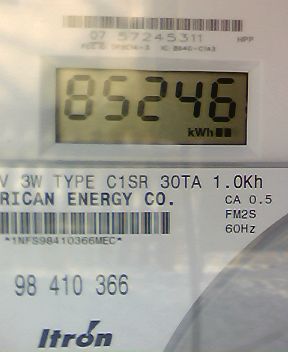 07 57245311 HPP
85246
kWh
V 3W TYPE C1SR 30TA 1.0Kh
RICAN ENERGY CO. CA 0.5
FM2S
*1NFS98410366MEC* 60Hz
98 410 366
Itron